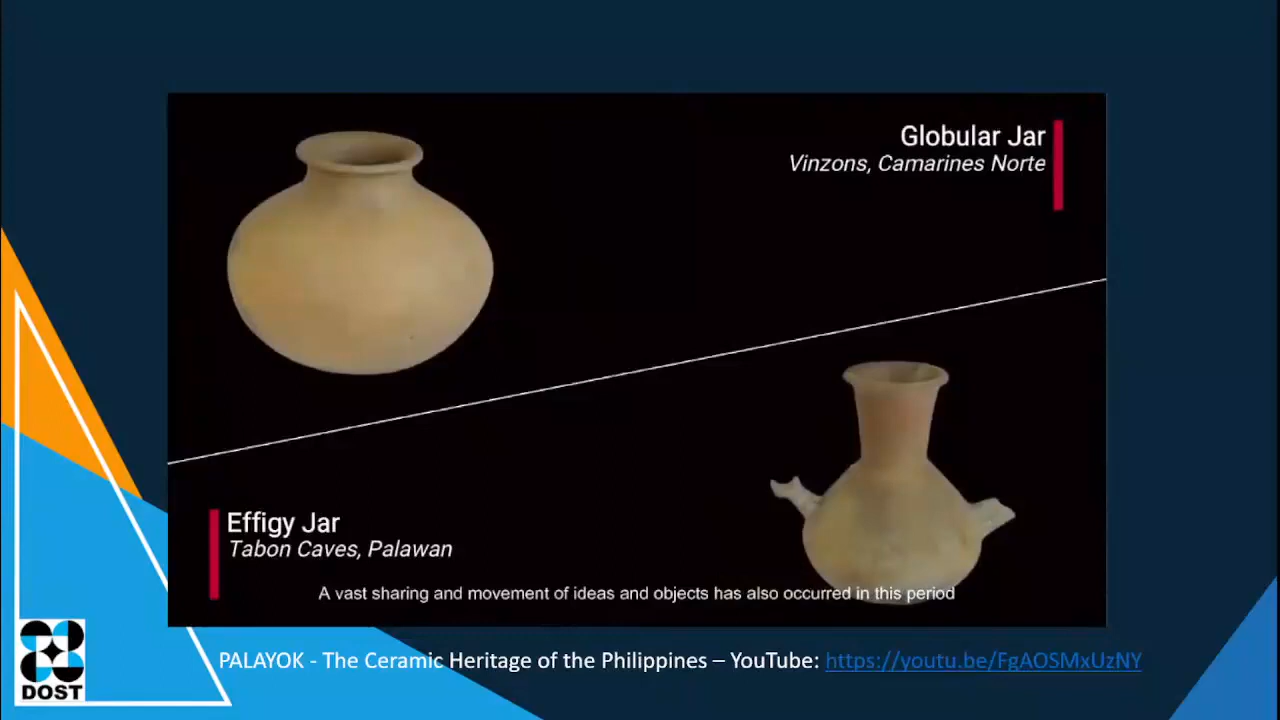 Globular Jar
Vinzons, Camarines Norte
Effigy Jar
Tabon Caves, Palawan
A vast sharing and movement of ideas and objects has also occurred in this period
PALAYOK - The Ceramic Heritage of the Philippines – YouTube: https://youtu.be/FgAOSMxUzNY
DOST